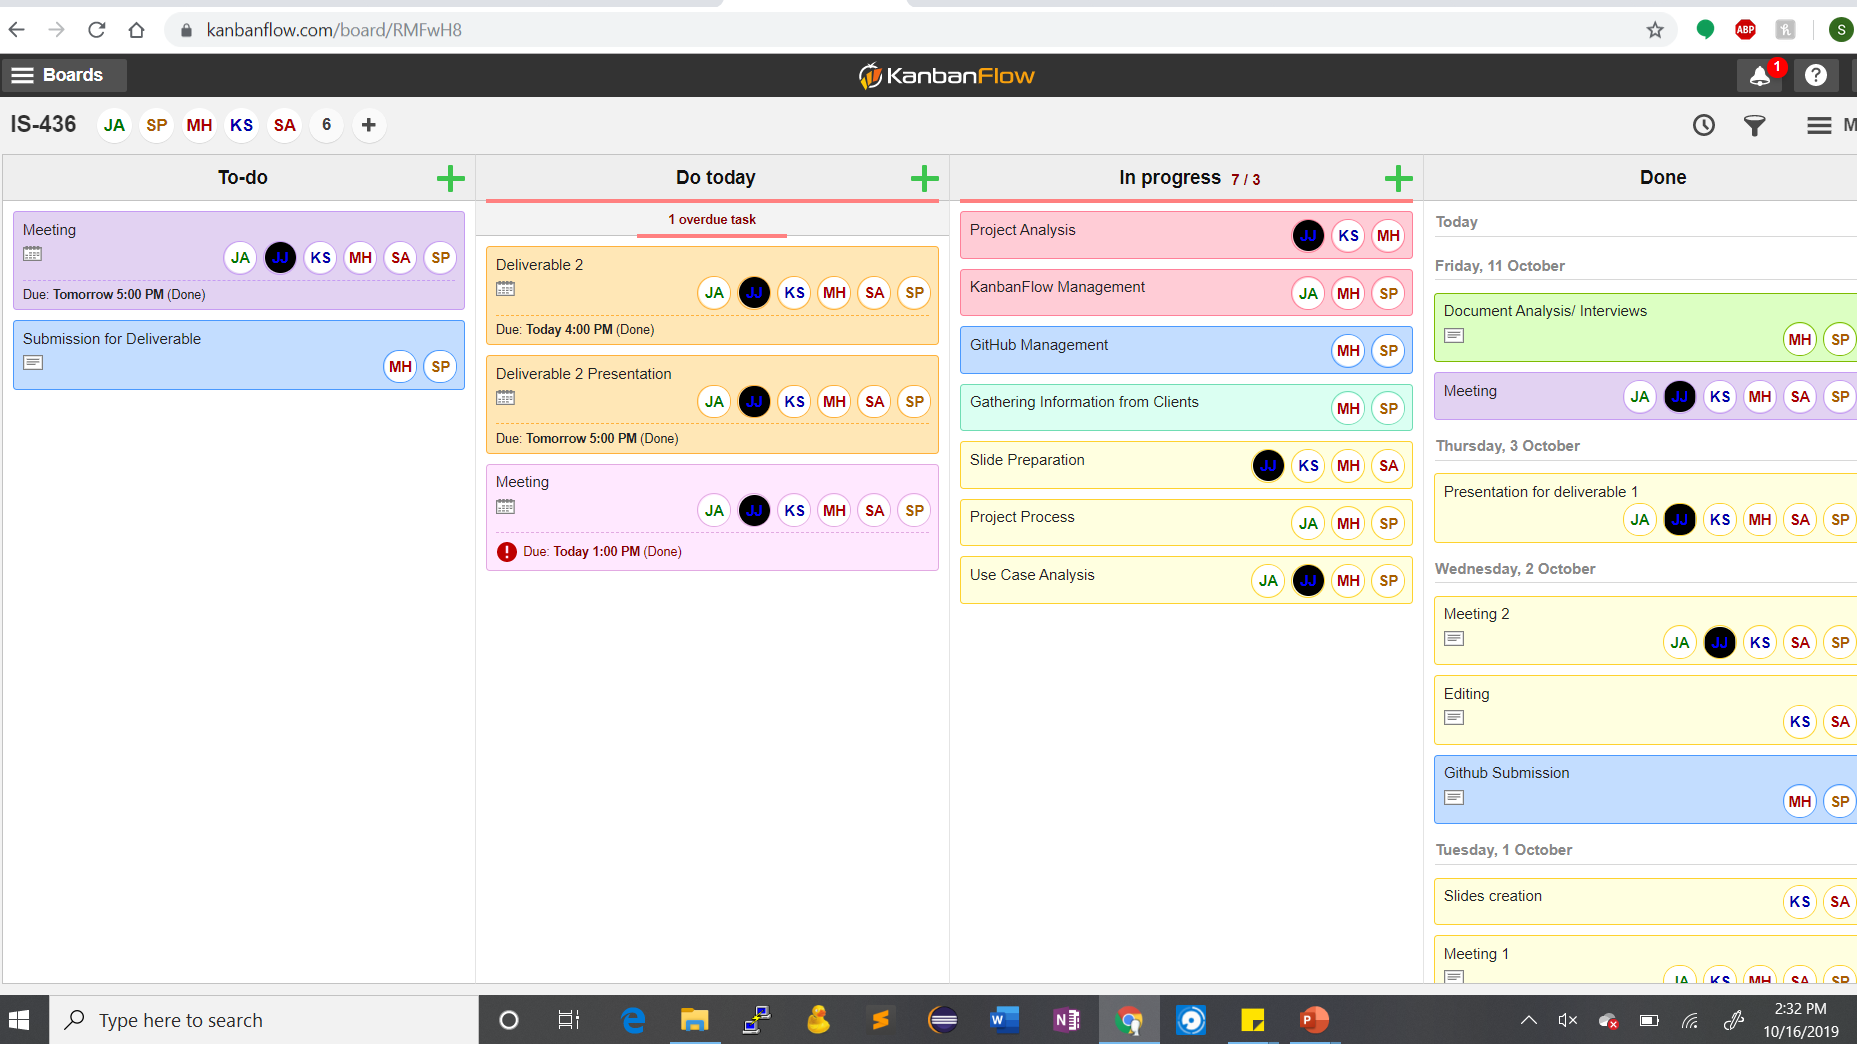 kanbanflow.com/board/RMFwH8
ABP
S
Boards
KanbanFlow
1
?
IS-436
JA SP MH KS SA 6 +
M
To-do
Meeting
JA JJ KS MH SA SP
Due: Tomorrow 5:00 PM (Done)
Submission for Deliverable
MH SP
Do today
1 overdue task
Deliverable 2
JA JJ KS MH SA SP
Due: Today 4:00 PM (Done)
Deliverable 2 Presentation
JA JJ KS MH SA SP
Due: Tomorrow 5:00 PM (Done)
Meeting
JA JJ KS MH SA SP
Due: Today 1:00 PM (Done)
In progress 7 / 3
Project Analysis
JJ KS MH
KanbanFlow Management
JA MH SP
GitHub Management
MH SP
Gathering Information from Clients
MH SP
Slide Preparation
JJ KS MH SA
Project Process
JA MH SP
Use Case Analysis
JA JJ MH SP
Done
Today
Friday, 11 October
Document Analysis/ Interviews
MH SP
Meeting
JA JJ KS MH SA SP
Thursday, 3 October
Presentation for deliverable 1
JA JJ KS MH SA SP
Wednesday, 2 October
Meeting 2
JA JJ KS SA SP
Editing
KS SA
Github Submission
MH SP
Tuesday, 1 October
Slides creation
KS SA
Meeting 1
JA KS MH SA SP
Type here to search
2:32 PM
10/16/2019